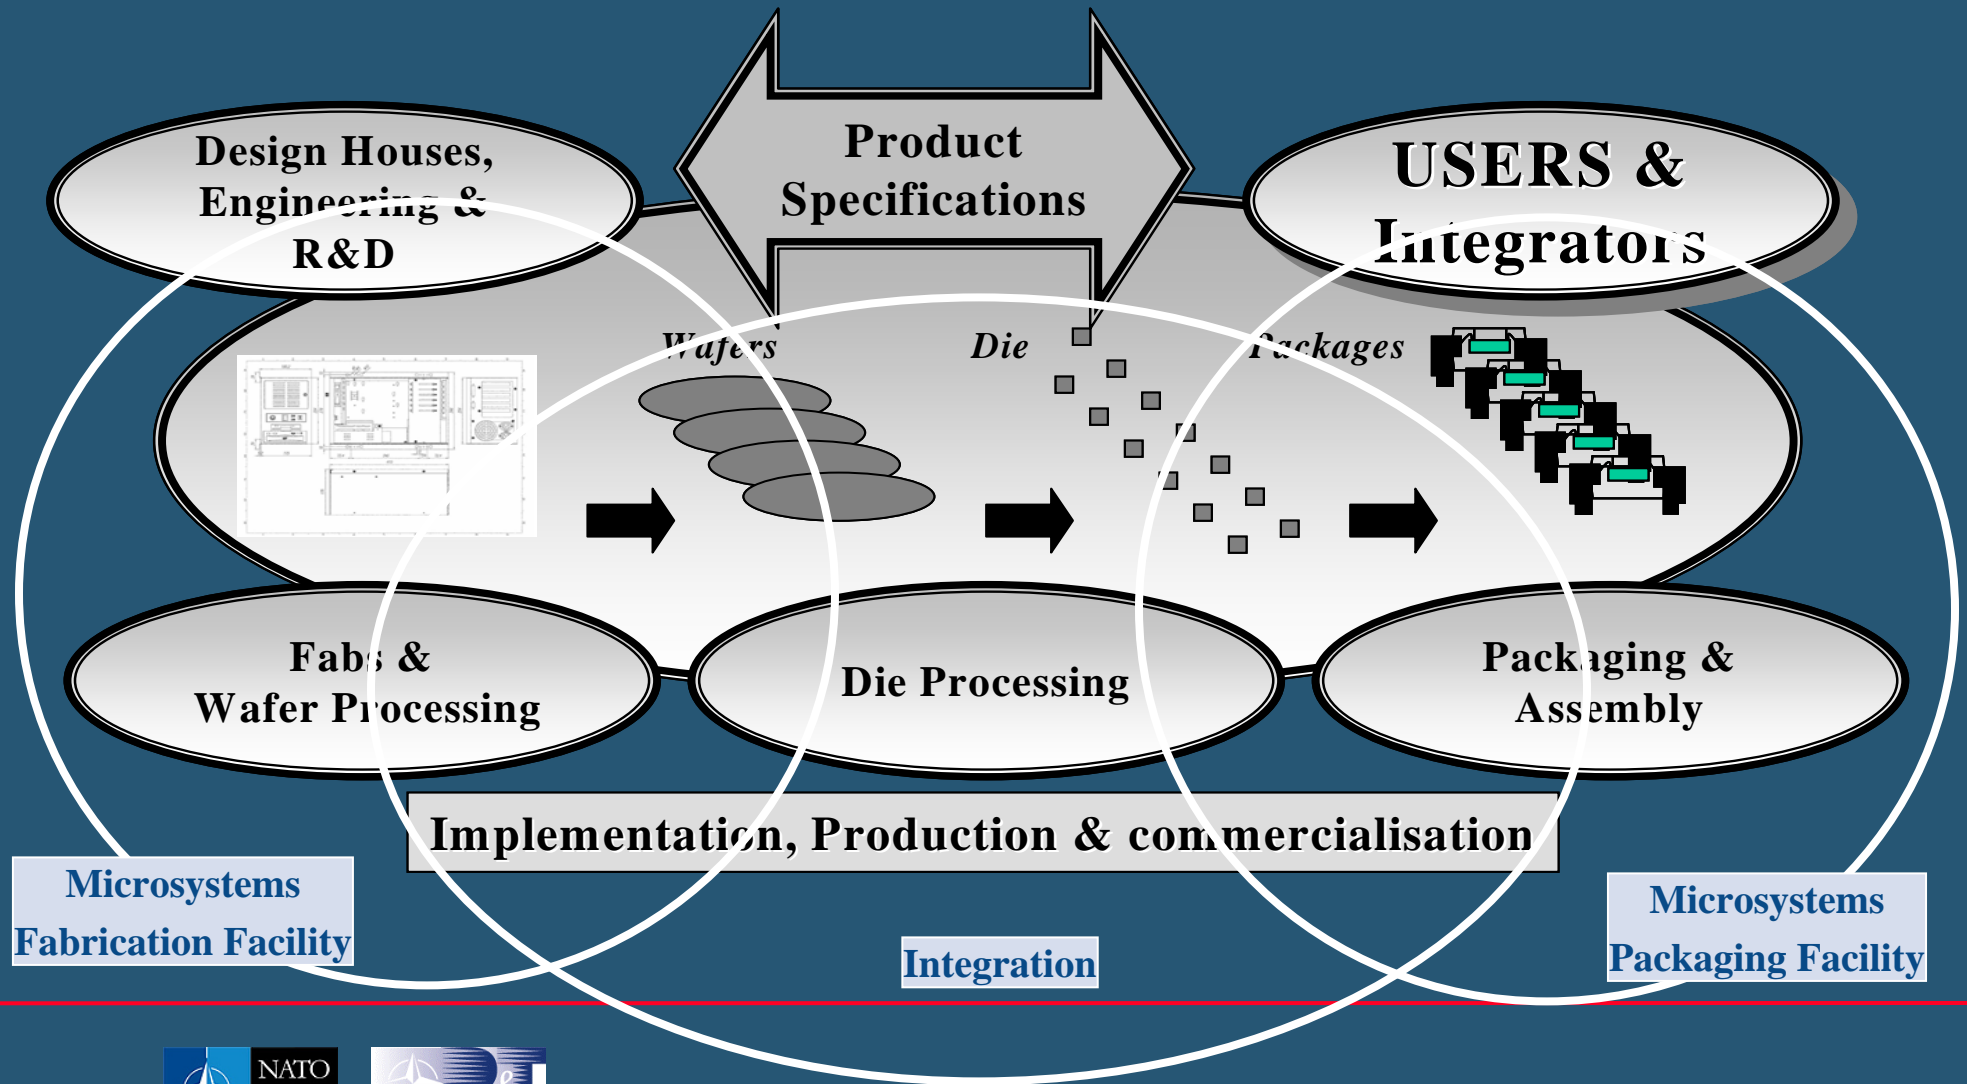 Design Houses,
Engineering &
R&D
Product
Specifications
USERS &
Integrators
Wafers
Die
Packages
Fabs &
Wafer Processing
Die Processing
Packaging &
Assembly
Implementation, Production & commercialisation
Microsystems
Fabrication Facility
Integration
Microsystems
Packaging Facility
NATO